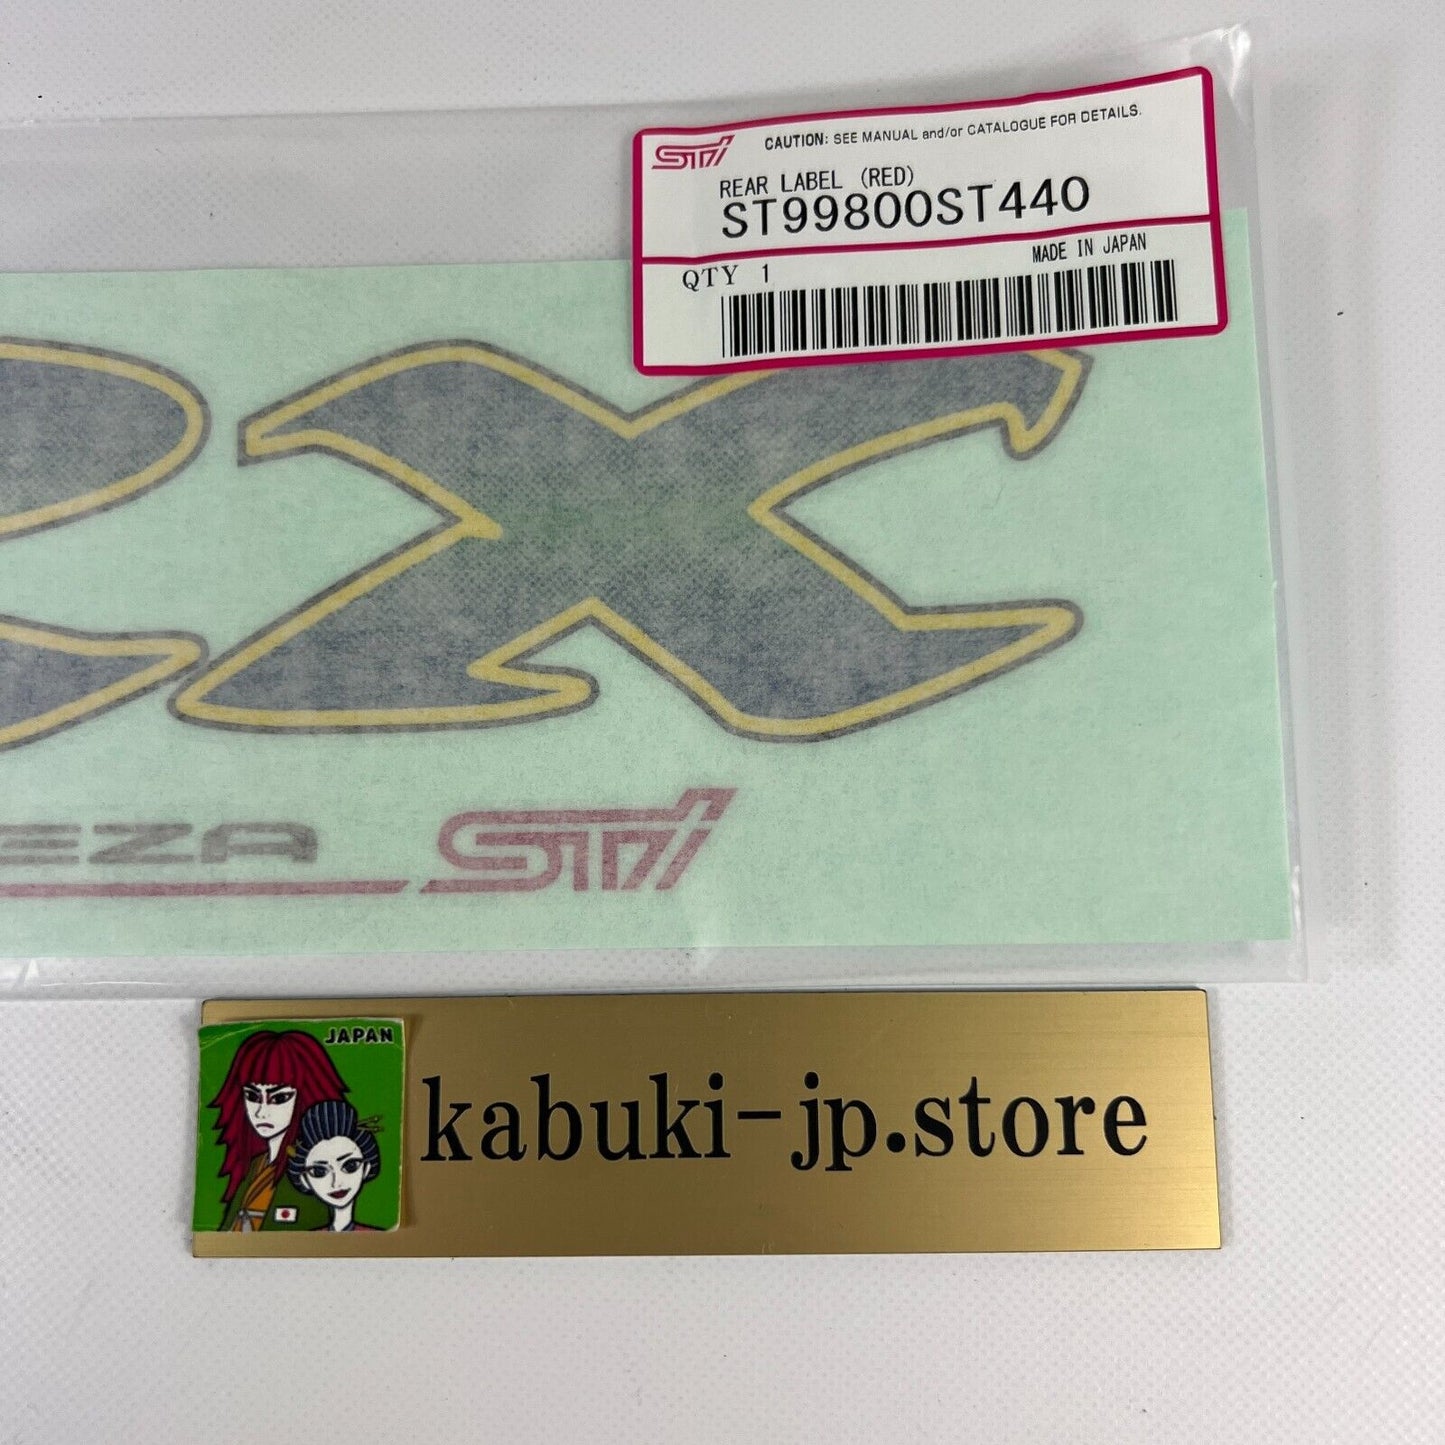 STi
CAUTION: SEE MANUAL and/or CATALOGUE FOR DETAILS.
REAR LABEL (RED)
ST99800ST440
MADE IN JAPAN
QTY 1
X
EZA
STi
JAPAN
kabuki-jp.store